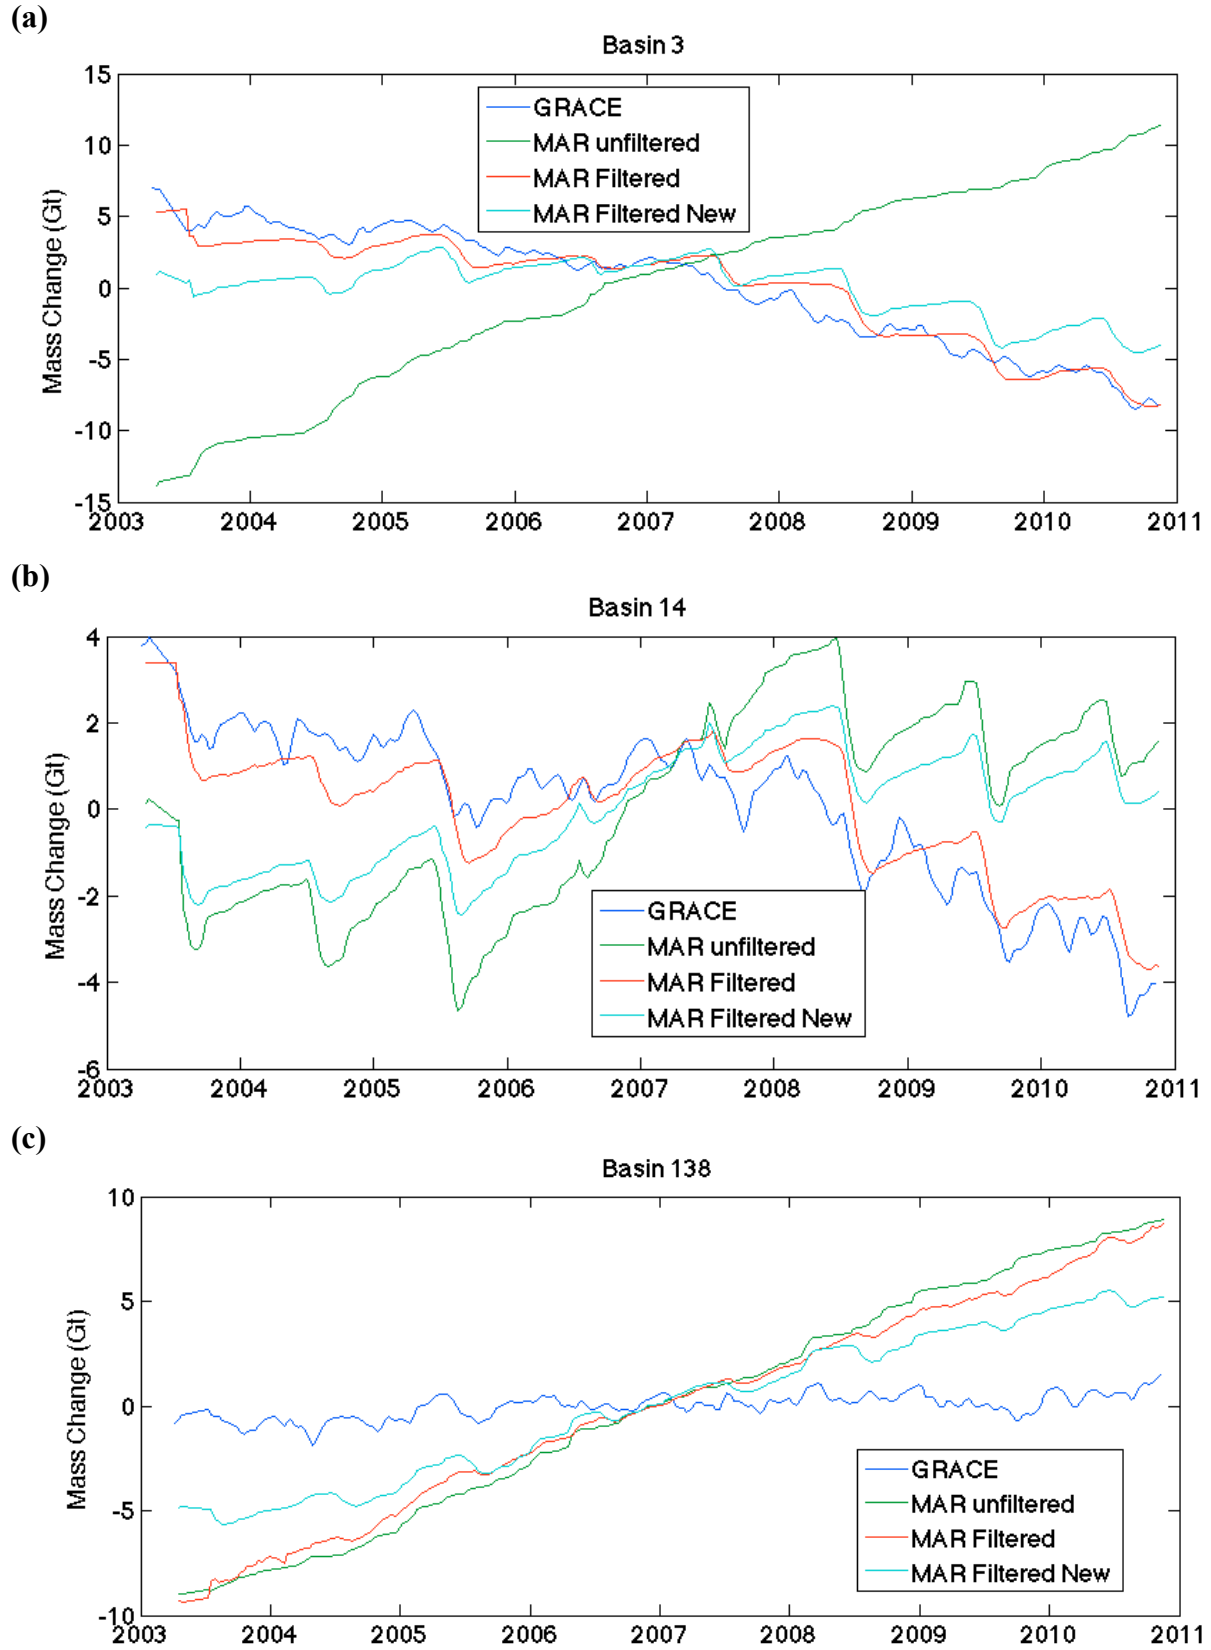 (a)
Basin 3
15
10
5
0
-5
-10
-15
Mass Change (Gt)
GRACE
MAR unfiltered
MAR Filtered
MAR Filtered New
2003 2004 2005 2006 2007 2008 2009 2010 2011
(b)
Basin 14
4
2
0
-2
-4
-6
Mass Change (Gt)
GRACE
MAR unfiltered
MAR Filtered
MAR Filtered New
2003 2004 2005 2006 2007 2008 2009 2010 2011
(c)
Basin 138
10
5
0
-5
-10
Mass Change (Gt)
GRACE
MAR unfiltered
MAR Filtered
MAR Filtered New
2003 2004 2005 2006 2007 2008 2009 2010 2011